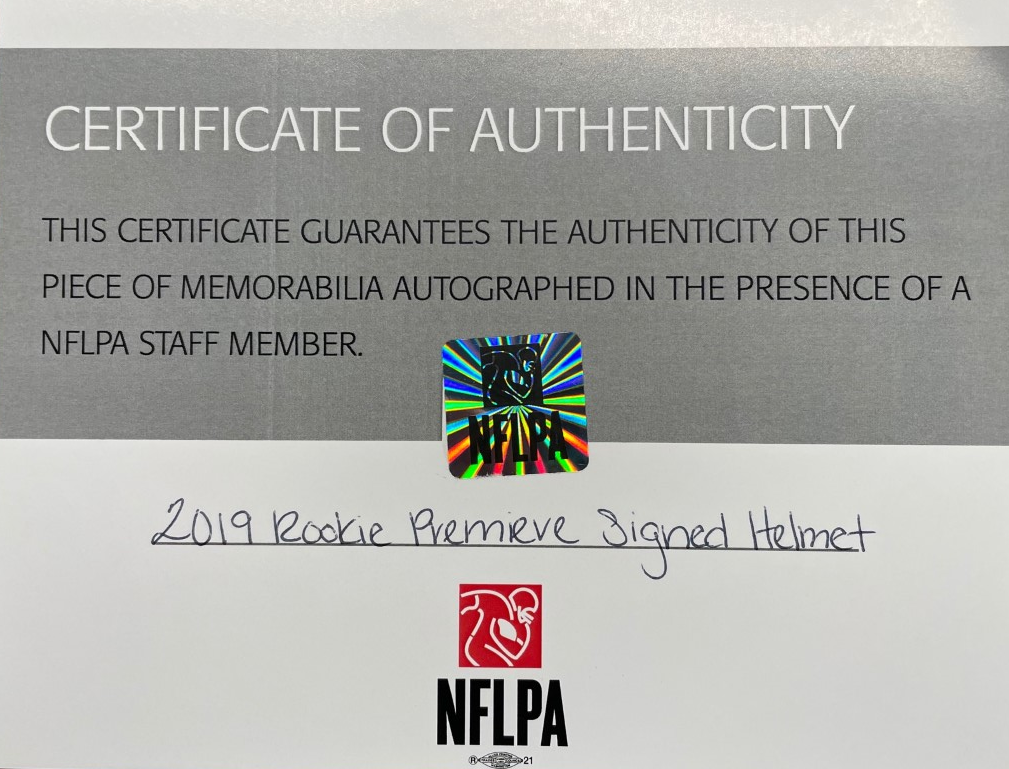 CERTIFICATE OF AUTHENTICITY
THIS CERTIFICATE GUARANTEES THE AUTHENTICITY OF THIS
PIECE OF MEMORABILIA AUTOGRAPHED IN THE PRESENCE OF A
NFLPA STAFF MEMBER.
NFLPA
2019 Rookie Premiere Signed Helmet
NFLPA
® 21